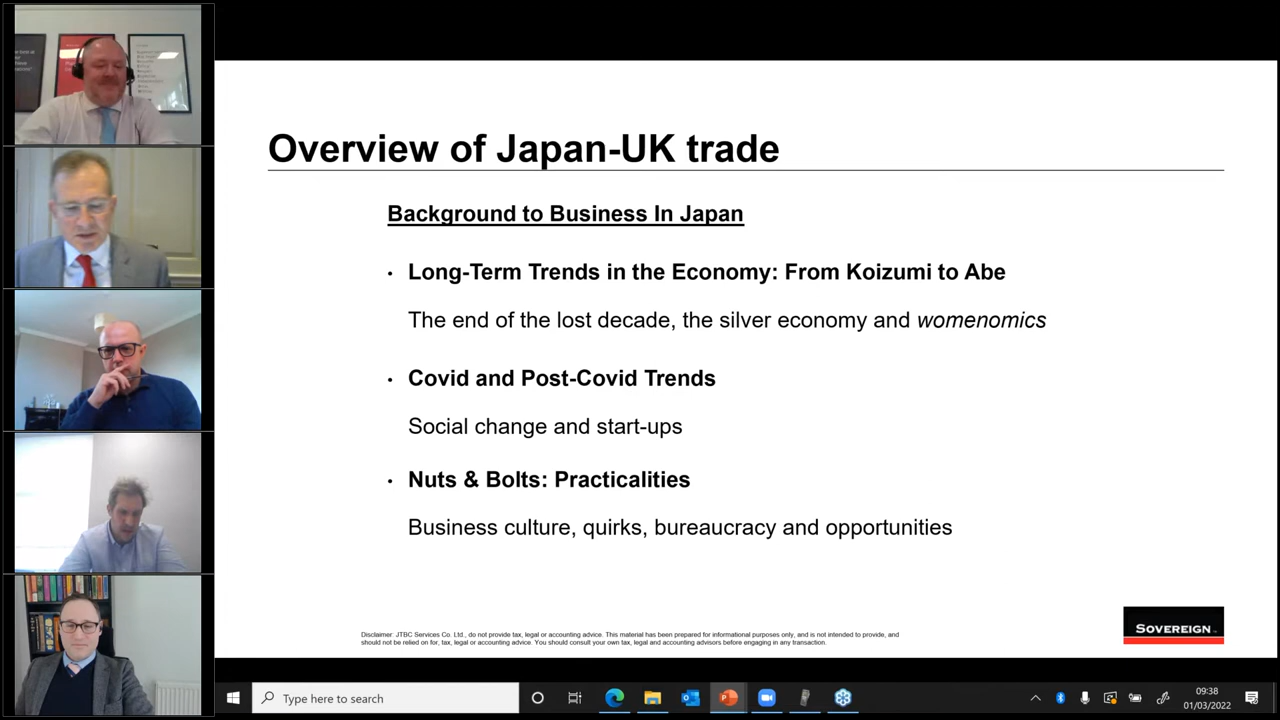 Overview of Japan-UK trade
Background to Business In Japan
• Long-Term Trends in the Economy: From Koizumi to Abe
The end of the lost decade, the silver economy and womenomics
• Covid and Post-Covid Trends
Social change and start-ups
• Nuts & Bolts: Practicalities
Business culture, quirks, bureaucracy and opportunities
Disclaimer: JTBC Services Co. Ltd., do not provide tax, legal or accounting advice. This material has been prepared for informational purposes only, and is not intended to provide, and
should not be relied on for, tax, legal or accounting advice. You should consult your own tax, legal and accounting advisors before engaging in any transaction.
SOVEREIGN
Type here to search
09:38
01/03/2022